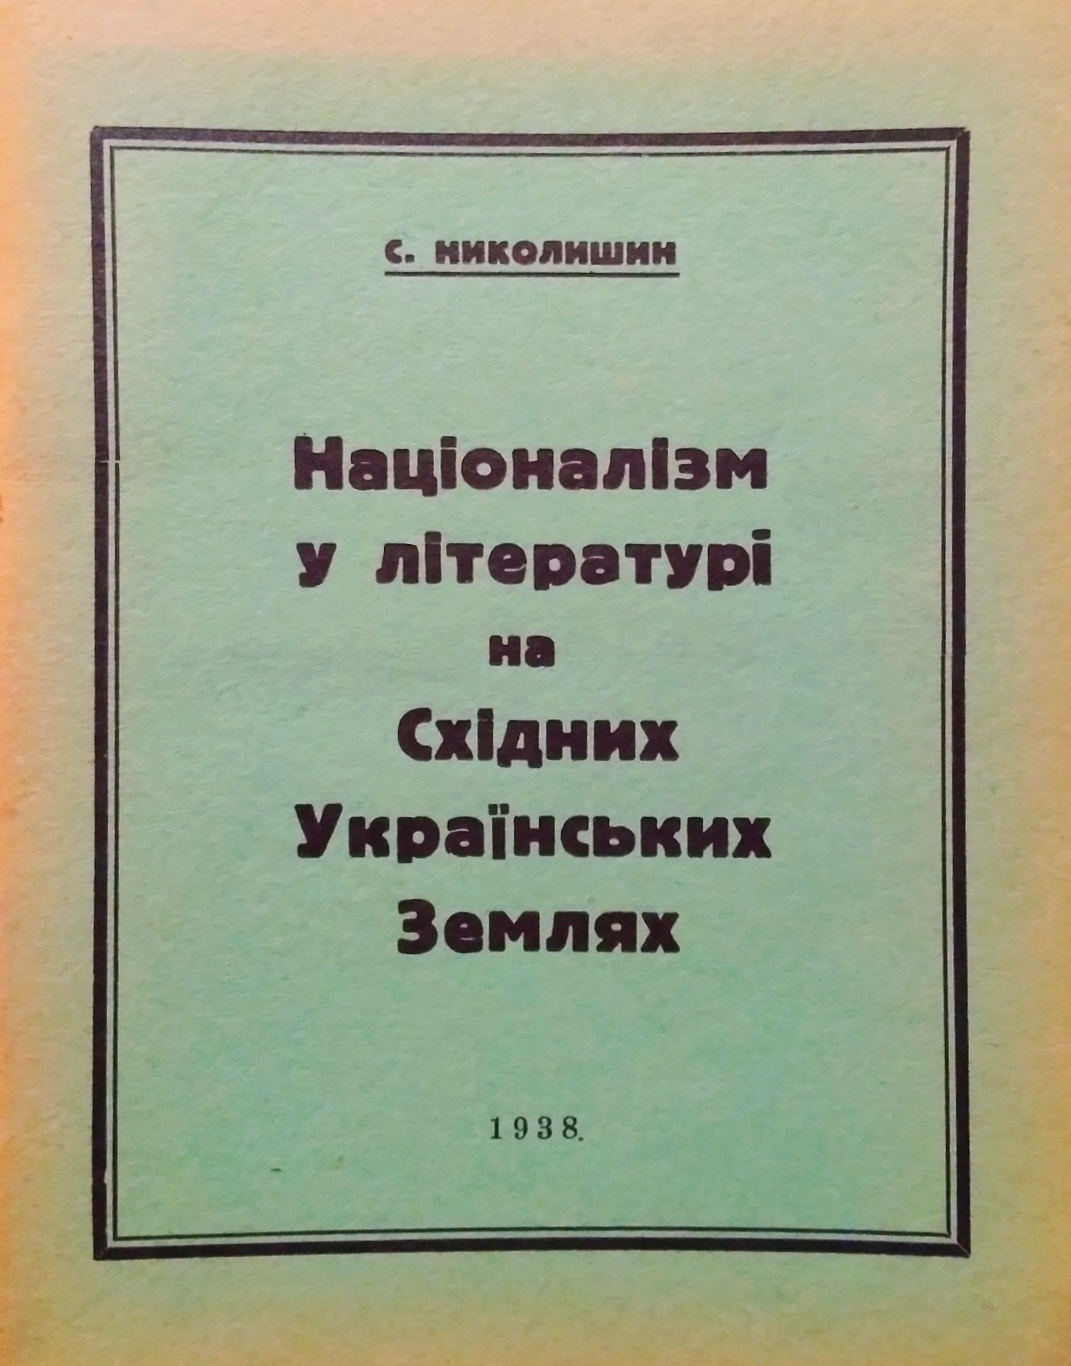 С. НИКОЛИШИН
Націоналізм
у літературі
на
Східних
Українських
Землях
1938.